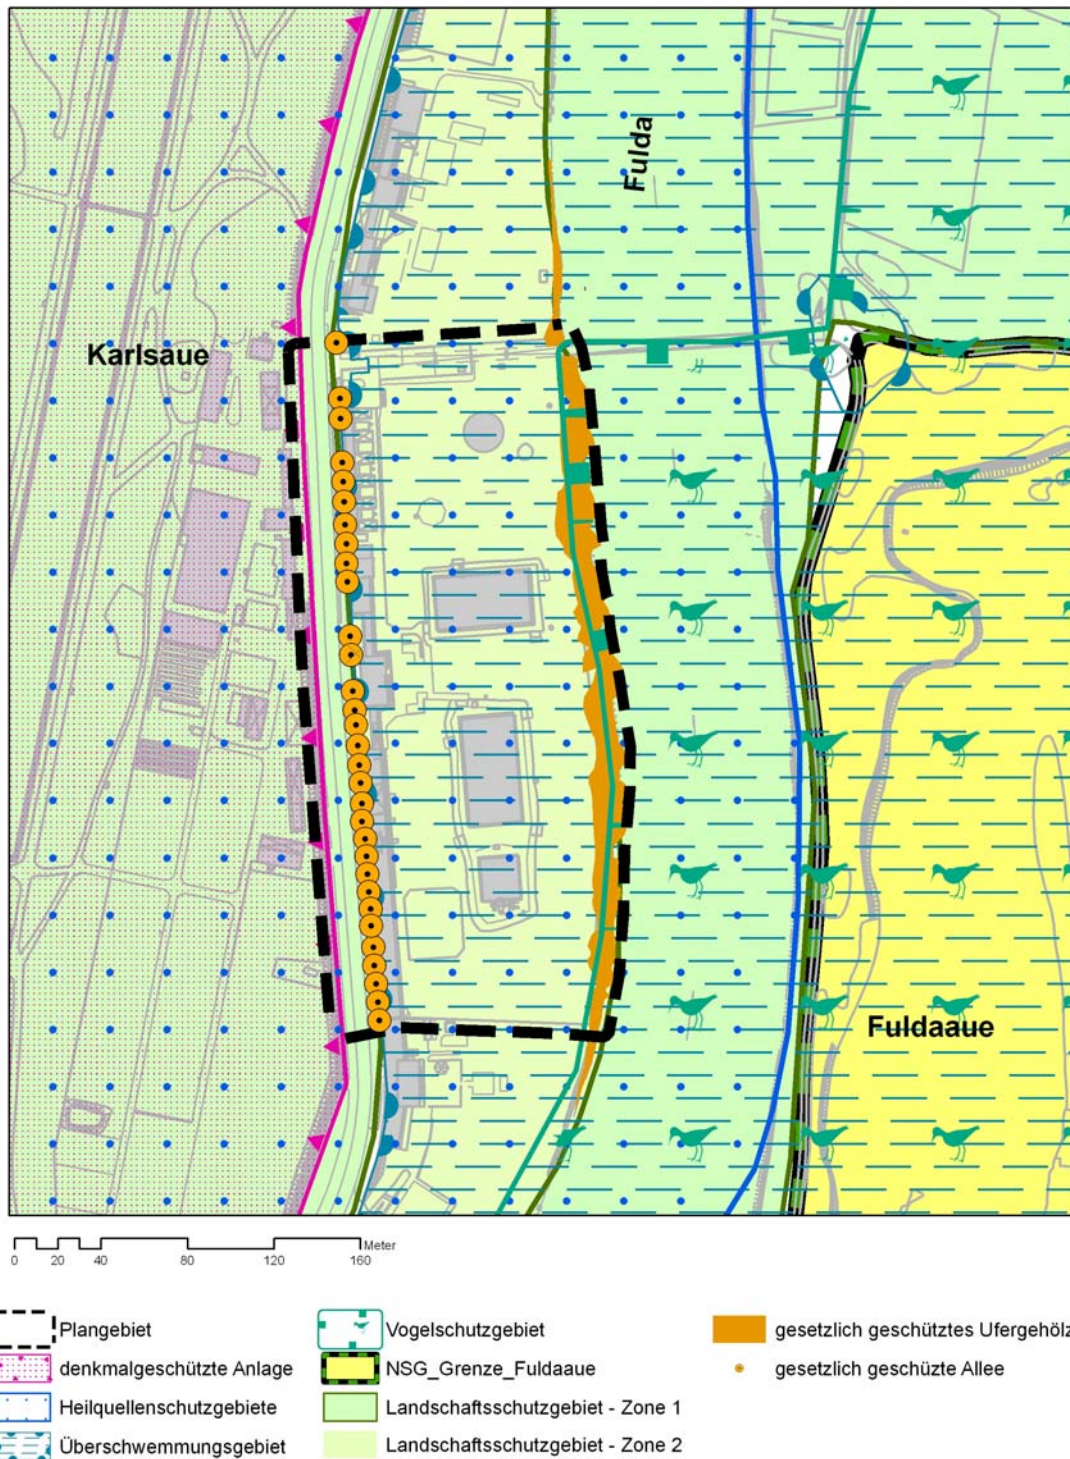 Fulda
Karlsaue
Fuldaaue
Meter
0 20 40 80 120 160
Plangebiet
denkmalgeschützte Anlage
Heilquellenschutzgebiete
Überschwemmungsgebiet
Vogelschutzgebiet
NSG_Grenze_Fuldaaue
Landschaftsschutzgebiet - Zone 1
Landschaftsschutzgebiet - Zone 2
gesetzlich geschütztes Ufergehölz
gesetzlich geschüzte Allee